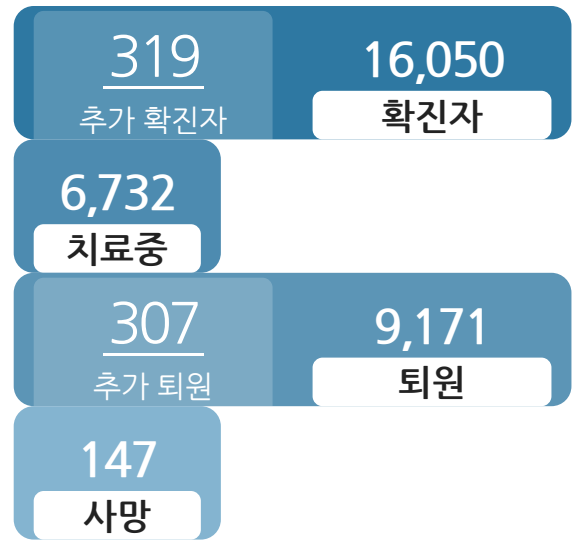 319
추가 확진자
16,050
확진자
6,732
치료중
307
추가 퇴원
9,171
퇴원
147
사망